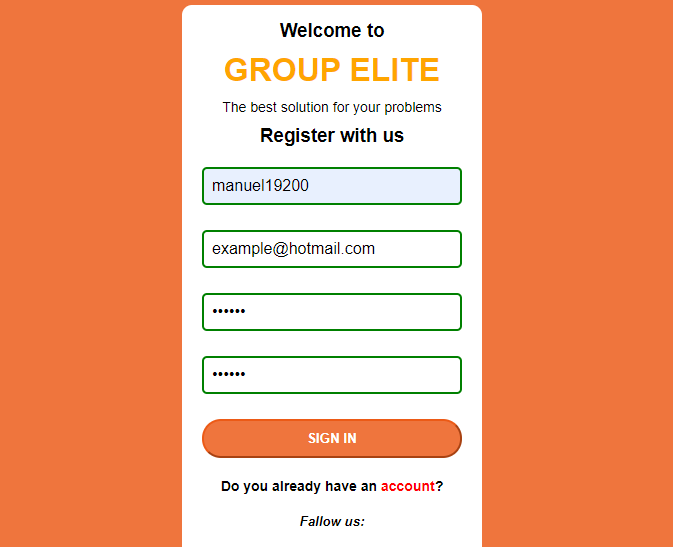 Welcome to
GROUP ELITE
The best solution for your problems
Register with us
manuel19200
example@hotmail.com
••••••
••••••
SIGN IN
Do you already have an account?
Fallow us: